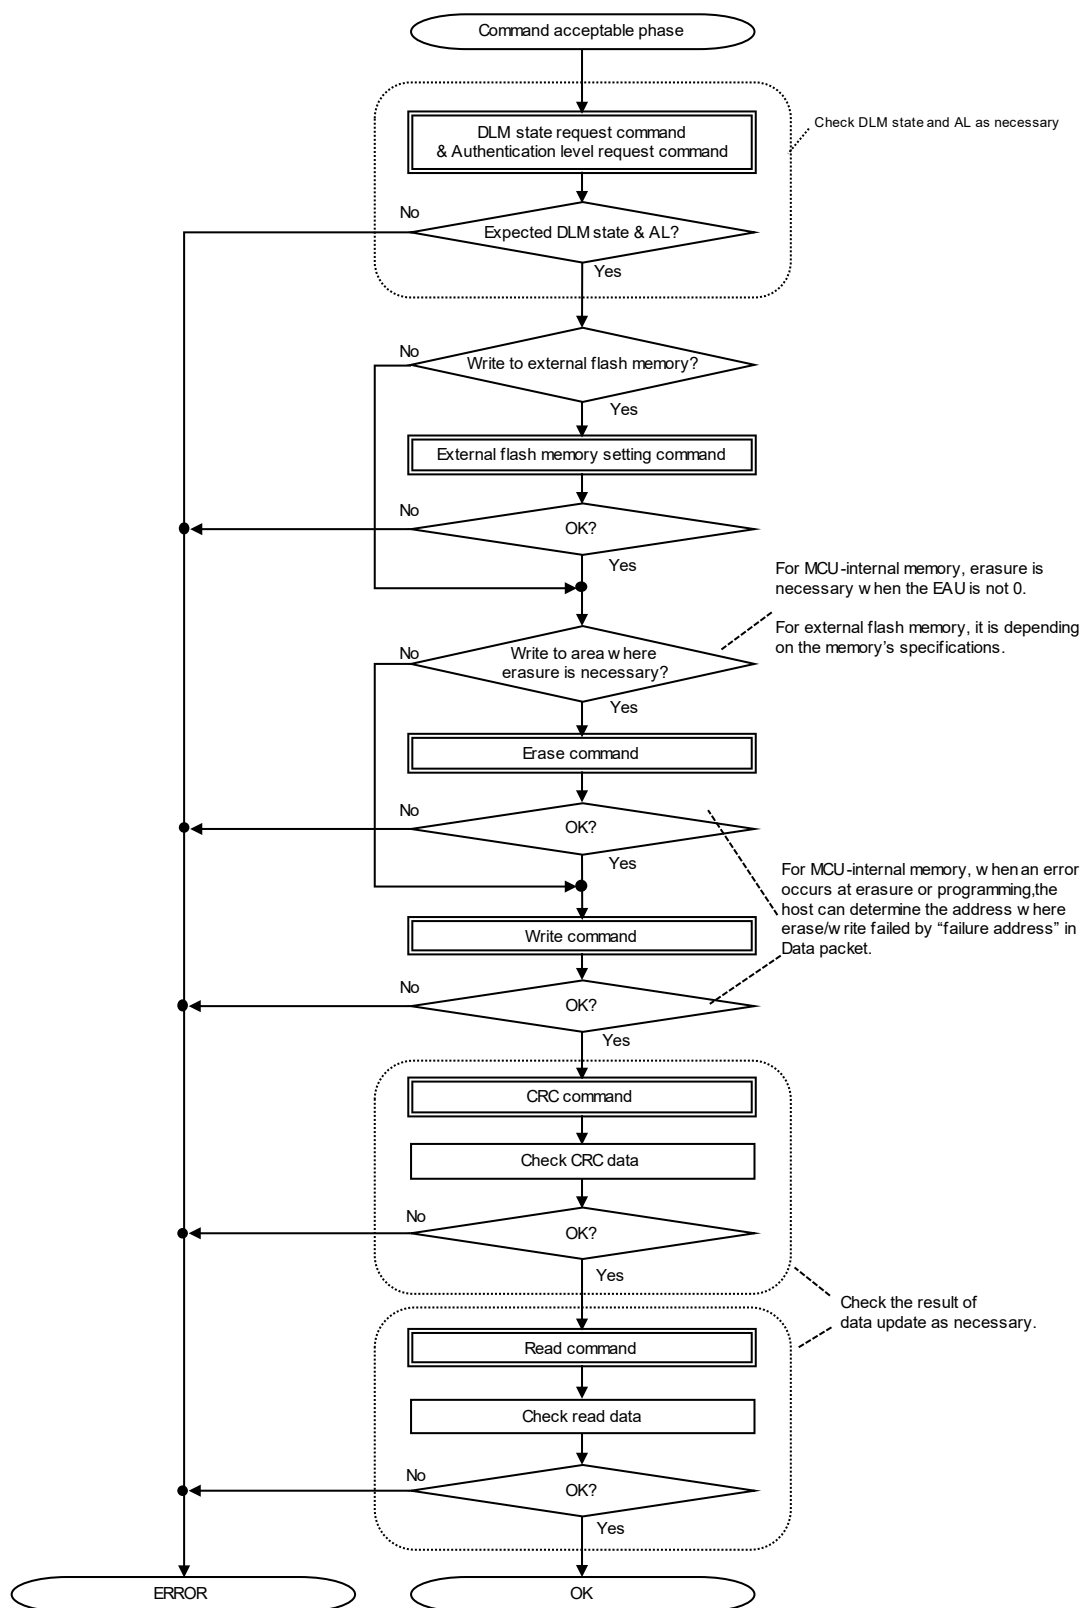 Command acceptable phase
DLM state request command
& Authentication level request command
Check DLM state and AL as necessary
No
Expected DLM state & AL?
Yes
No
Write to external flash memory?
Yes
External flash memory setting command
No
OK?
Yes
For MCU-internal memory, erasure is
necessary when the EAU is not 0.
For external flash memory, it is depending
on the memory's specifications.
No
Write to area where
erasure is necessary?
Yes
Erase command
No
OK?
Yes
For MCU-internal memory, when an error
occurs at erasure or programming,the
host can determine the address where
erase/write failed by “failure address” in
Data packet.
Write command
No
OK?
Yes
CRC command
Check CRC data
No
OK?
Yes
Check the result of
data update as necessary.
Read command
Check read data
No
OK?
Yes
ERROR
OK